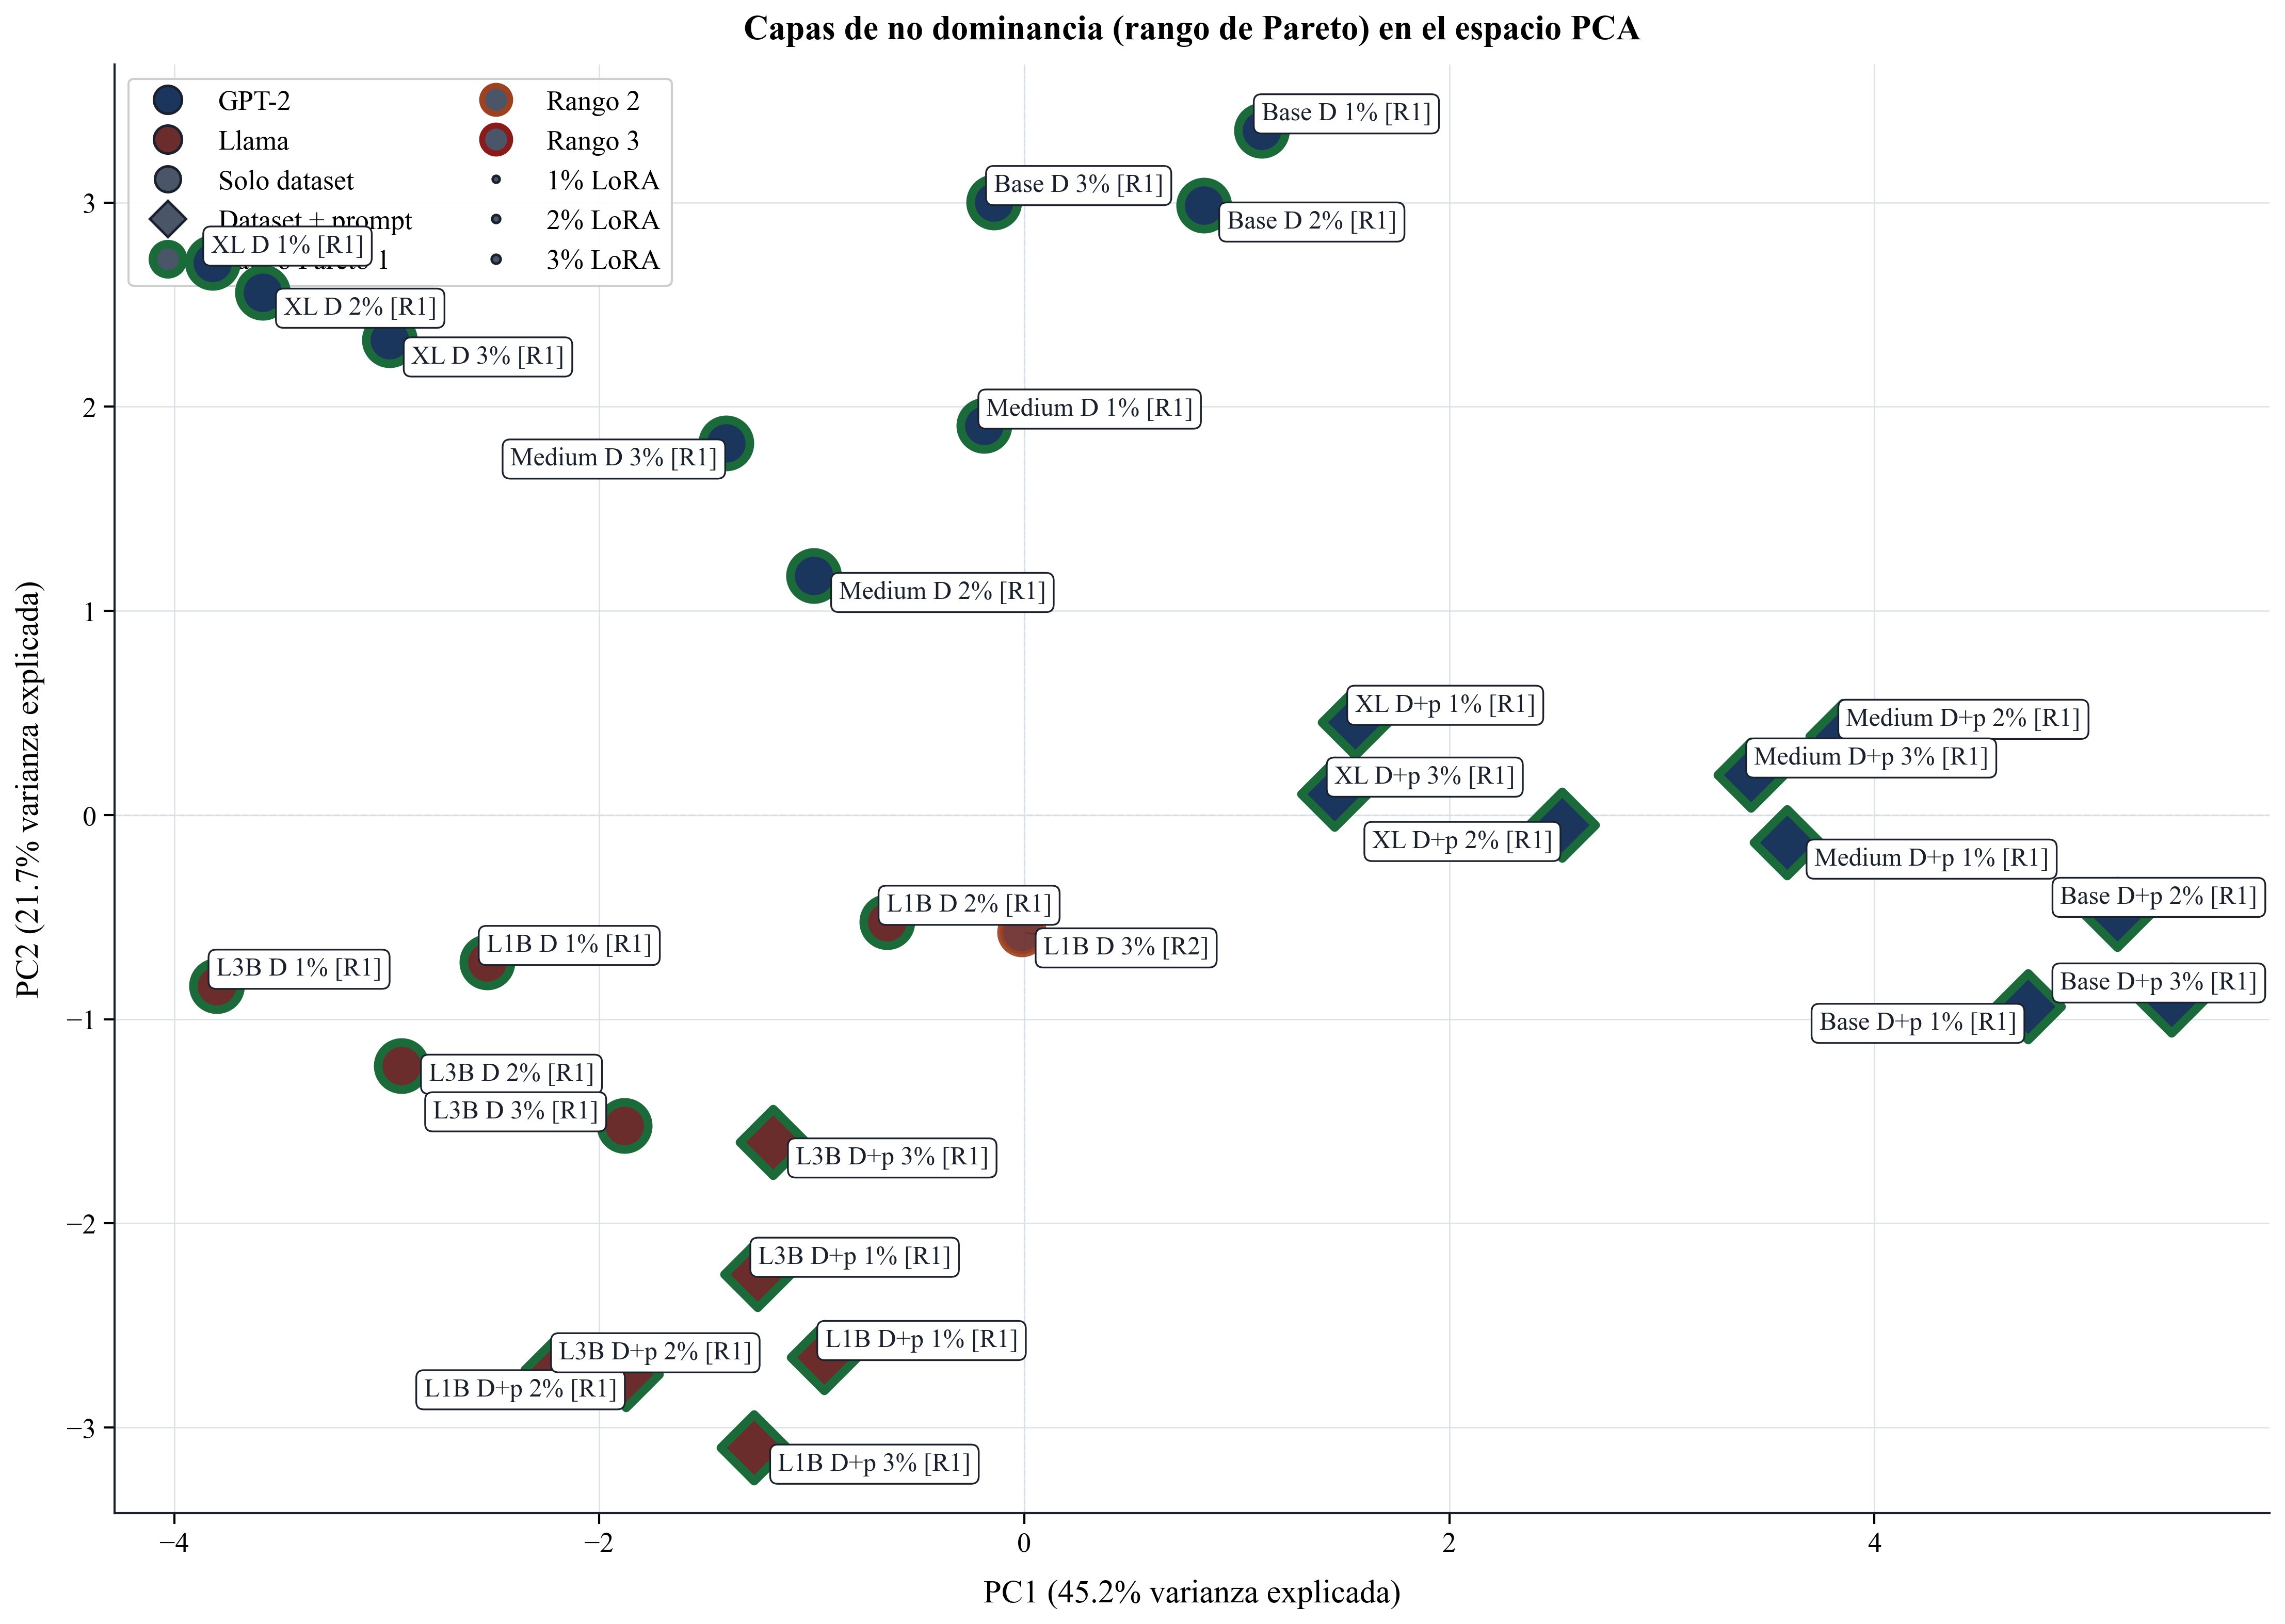 Capas de no dominancia (rango de Pareto) en el espacio PCA
GPT-2
Llama
Solo dataset
Dataset + prompt
1
Rango 2
Rango 3
1% LoRA
2% LoRA
3% LoRA
Base D 1% [R1]
Base D 3% [R1]
Base D 2% [R1]
XL D 1% [R1]
XL D 2% [R1]
XL D 3% [R1]
Medium D 1% [R1]
Medium D 3% [R1]
Medium D 2% [R1]
XL D+p 1% [R1]
Medium D+p 2% [R1]
Medium D+p 3% [R1]
XL D+p 3% [R1]
XL D+p 2% [R1]
Medium D+p 1% [R1]
Base D+p 2% [R1]
L1B D 2% [R1]
L1B D 1% [R1]
L1B D 3% [R2]
L3B D 1% [R1]
Base D+p 3% [R1]
Base D+p 1% [R1]
L3B D 2% [R1]
L3B D 3% [R1]
L3B D+p 3% [R1]
L3B D+p 1% [R1]
L1B D+p 1% [R1]
L3B D+p 2% [R1]
L1B D+p 2% [R1]
L1B D+p 3% [R1]
3
2
1
0
−1
−2
−3
−4
−2
0
2
4
PC1 (45.2% varianza explicada)
PC2 (21.7% varianza explicada)